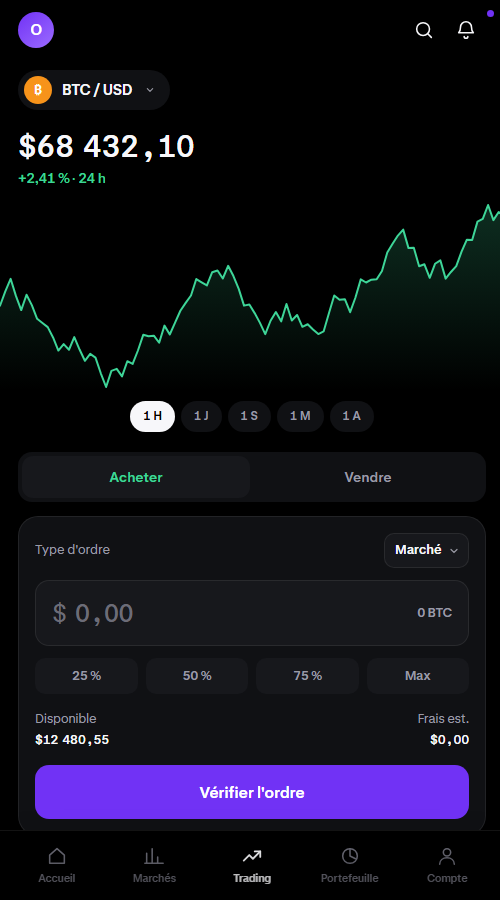 O
BTC / USD
$68 432,10
+2,41 % · 24 h
1 H 1 J 1 S 1 M 1 A
Acheter Vendre
Type d'ordre Marché
$ 0,00 0 BTC
25 % 50 % 75 % Max
Disponible Frais est.
$12 480,55 $0,00
Vérifier l'ordre
Accueil Marchés Trading Portefeuille Compte